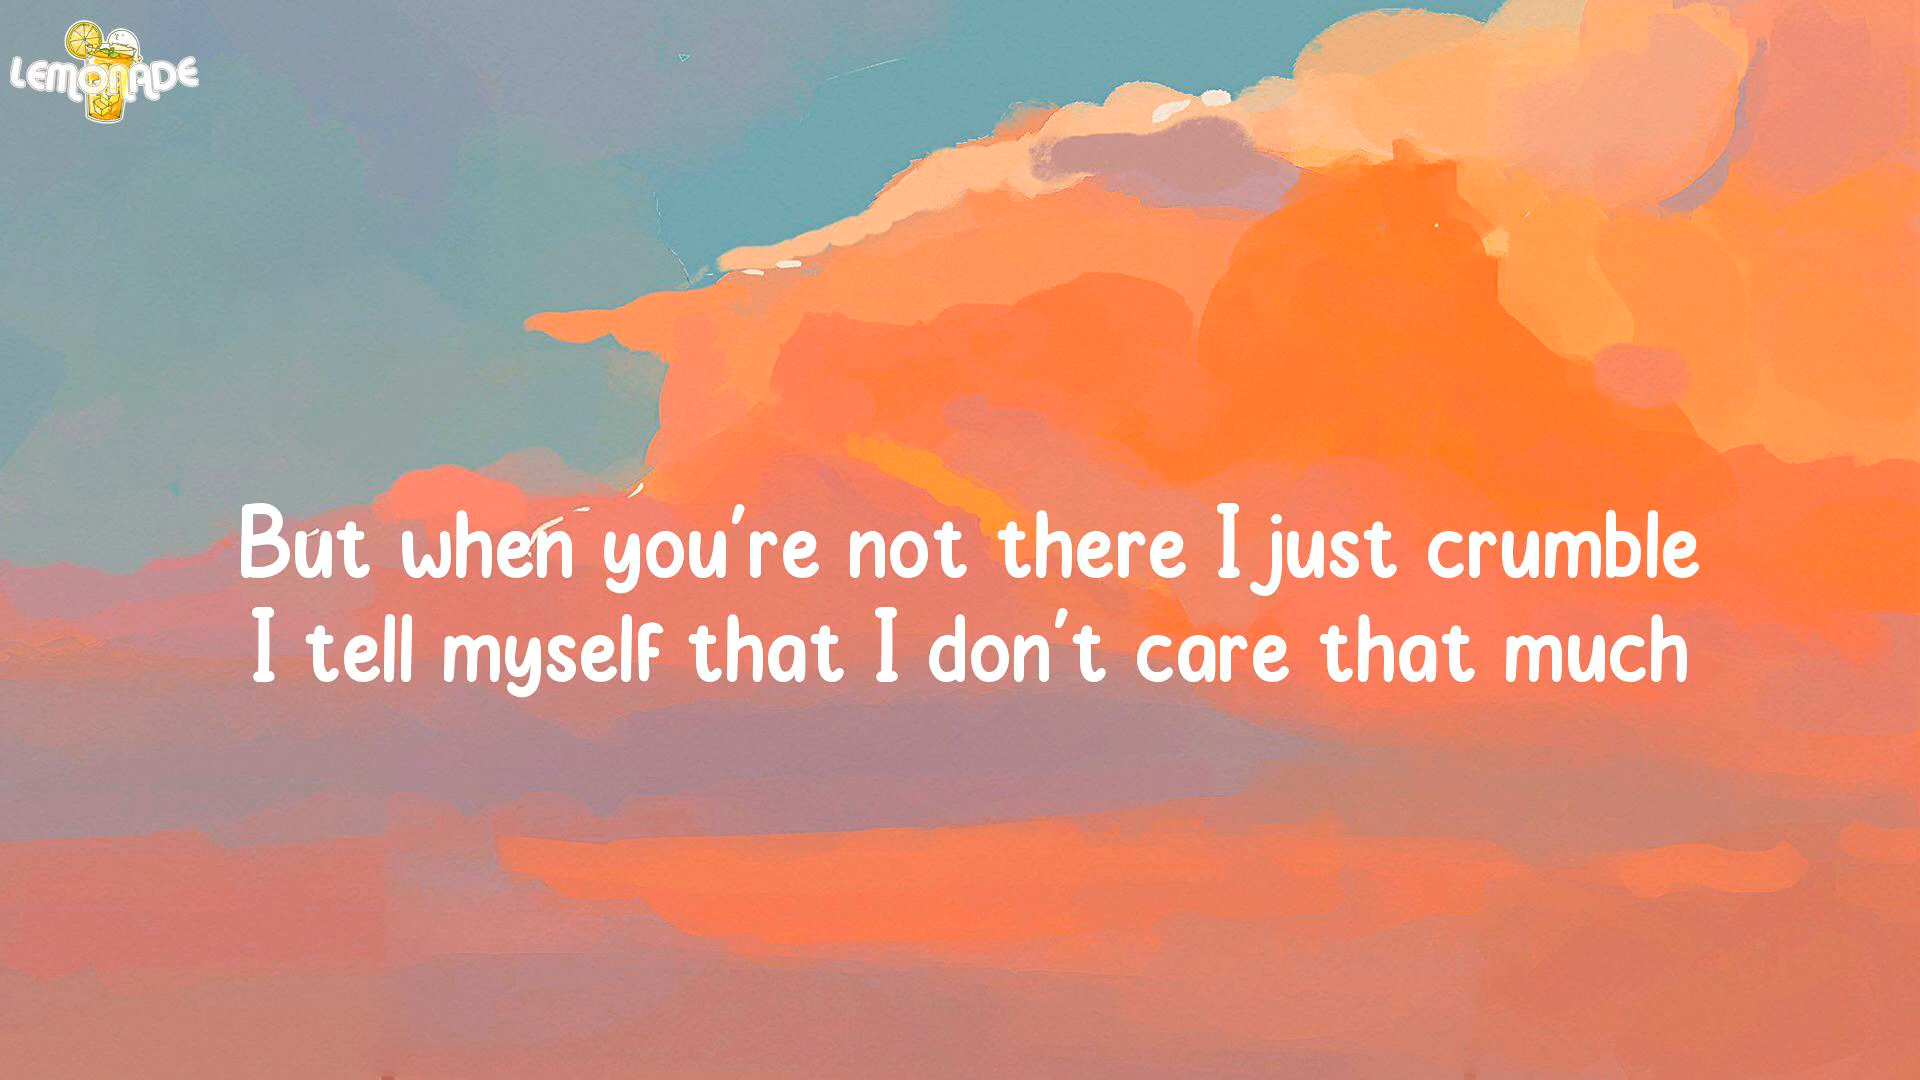 LEMONADE
But when you're not there I just crumble
I tell myself that I don't care that much